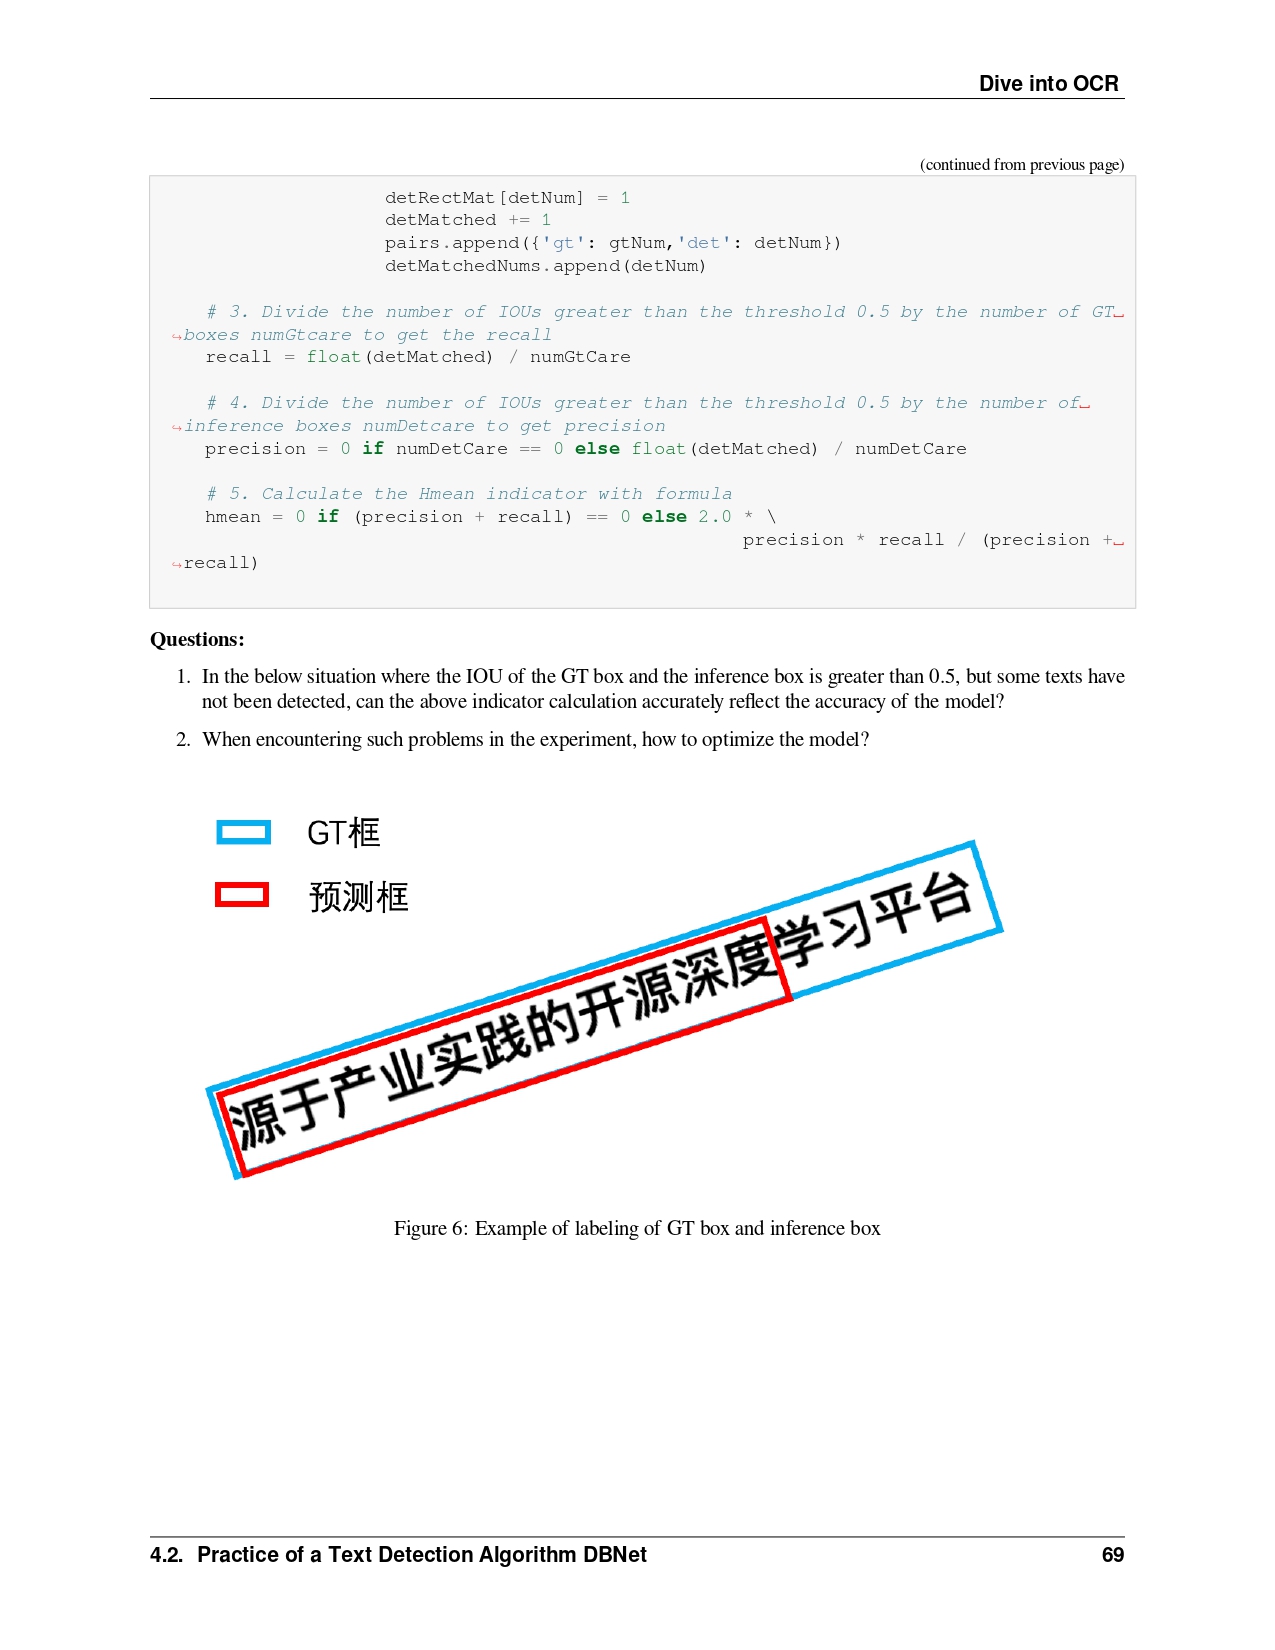 Dive into OCR
(continued from previous page)
detRectMat[detNum] = 1
detMatched += 1
pairs.append({'gt': gtNum,'det': detNum})
detMatchedNums.append(detNum)
# 3. Divide the number of IOUs greater than the threshold 0.5 by the number of GT␣
↪boxes numGtcare to get the recall
recall = float(detMatched) / numGtCare
# 4. Divide the number of IOUs greater than the threshold 0.5 by the number of␣
↪inference boxes numDetcare to get precision
precision = 0 if numDetCare == 0 else float(detMatched) / numDetCare
# 5. Calculate the Hmean indicator with formula
hmean = 0 if (precision + recall) == 0 else 2.0 * \
precision * recall / (precision +␣
↪recall)
Questions:
1. In the below situation where the IOU of the GT box and the inference box is greater than 0.5, but some texts have
not been detected, can the above indicator calculation accurately reflect the accuracy of the model?
2. When encountering such problems in the experiment, how to optimize the model?
GT框
预测框
源于产业实践的开源深度学习平台
Figure 6: Example of labeling of GT box and inference box
4.2. Practice of a Text Detection Algorithm DBNet 69